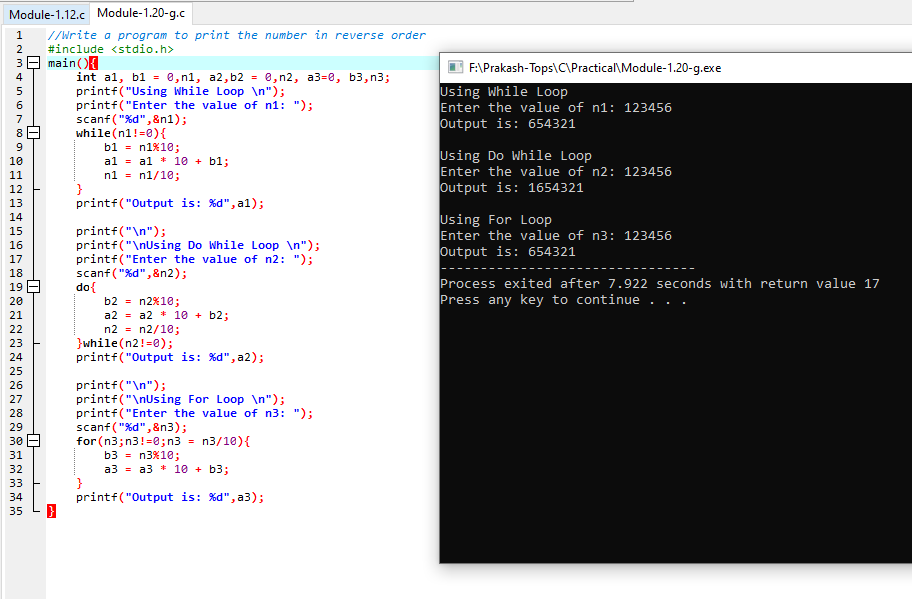 Module-1.12.c Module-1.20-g.c
1 //Write a program to print the number in reverse order
2 #include <stdio.h>
3 main(){
4 int a1, b1 = 0,n1, a2,b2 = 0,n2, a3=0, b3,n3;
5 printf("Using While Loop \n");
6 printf("Enter the value of n1: ");
7 scanf("%d",&n1);
8 while(n1!=0){
9 b1 = n1%10;
10 a1 = a1 * 10 + b1;
11 n1 = n1/10;
12 }
13 printf("Output is: %d",a1);
14
15 printf("\n");
16 printf("\nUsing Do While Loop \n");
17 printf("Enter the value of n2: ");
18 scanf("%d",&n2);
19 do{
20 b2 = n2%10;
21 a2 = a2 * 10 + b2;
22 n2 = n2/10;
23 }while(n2!=0);
24 printf("Output is: %d",a2);
25
26 printf("\n");
27 printf("\nUsing For Loop \n");
28 printf("Enter the value of n3: ");
29 scanf("%d",&n3);
30 for(n3;n3!=0;n3 = n3/10){
31 b3 = n3%10;
32 a3 = a3 * 10 + b3;
33 }
34 printf("Output is: %d",a3);
35 }
F:\Prakash-Tops\C\Practical\Module-1.20-g.exe
Using While Loop
Enter the value of n1: 123456
Output is: 654321
Using Do While Loop
Enter the value of n2: 123456
Output is: 1654321
Using For Loop
Enter the value of n3: 123456
Output is: 654321
--------------------------------
Process exited after 7.922 seconds with return value 17
Press any key to continue . . .